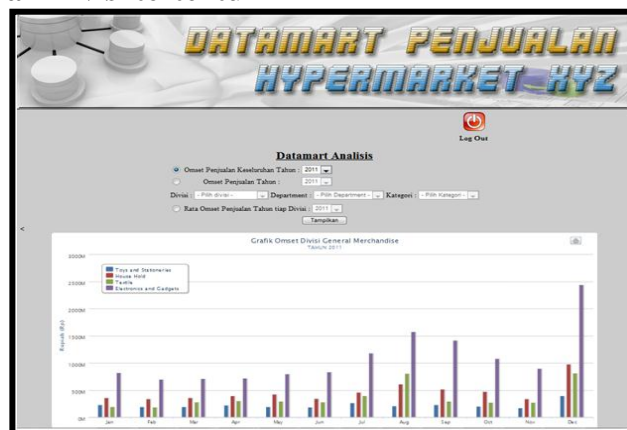 DATAMART PENJUALAN
HYPERMARKET XYZ
Log Out
Datamart Analisis
Omset Penjualan Keseluruhan Tahun : 2011
Omset Penjualan Tahun : 2011
Divisi : - Pilih divisi - Department : - Pilih Department - Kategori : - Pilih Kategori -
Rata Omset Penjualan Tahun tiap Divisi : 2011
Tampilkan
<
Grafik Omset Divisi General Merchandise
TAHUN 2011
3000M
Toys and Stationeries
House Hold
Textile
Electronics and Gadgets
2500M
2000M
Rupiah (Rp)
1500M
1000M
500M
0M
Jan Feb Mar Apr May Jun Jul Aug Sep Oct Nov Dec